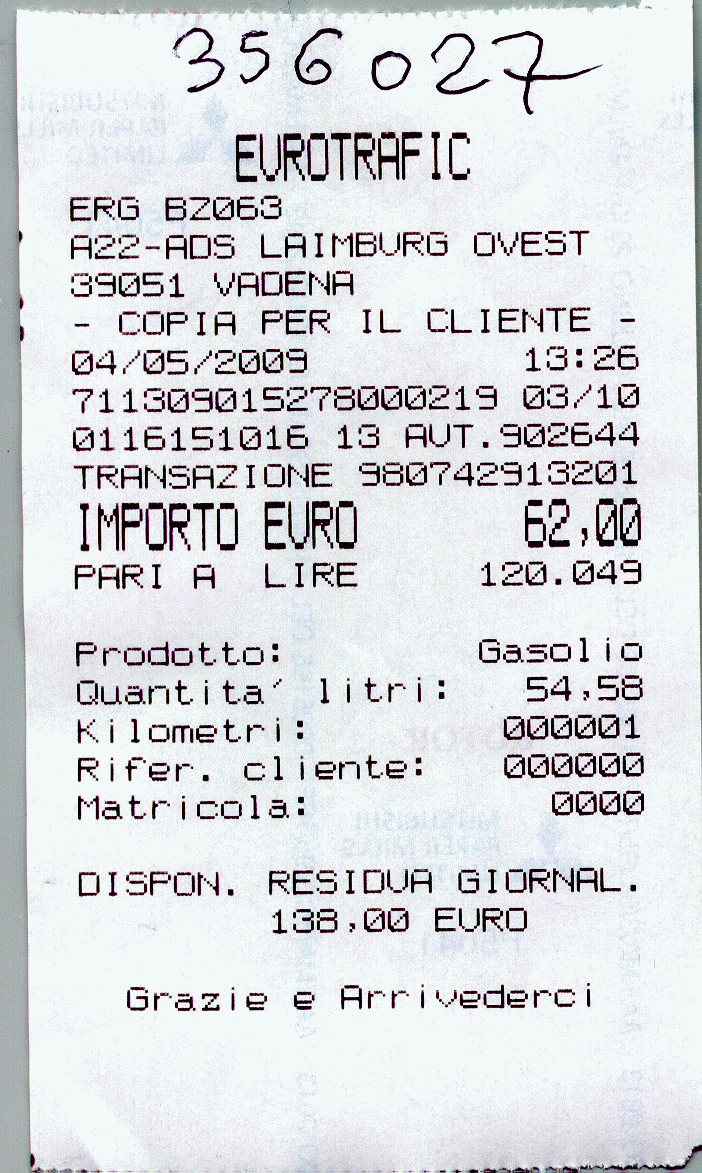 356027
EUROTRAFIC
ERG BZ063
A22-ADS LAIMBURG OVEST
39051 VADENA
- COPIA PER IL CLIENTE -
04/05/2009 13:26
711309015278000219 03/10
0116151016 13 AUT.902644
TRANSAZIONE 980742913201
IMPORTO EURO 62,00
PARI A LIRE 120.049
Prodotto: Gasolio
Quantita' litri: 54,58
Kilometri: 000001
Rifer. cliente: 000000
Matricola: 0000
DISPON. RESIDUA GIORNAL.
138,00 EURO
Grazie e Arrivederci